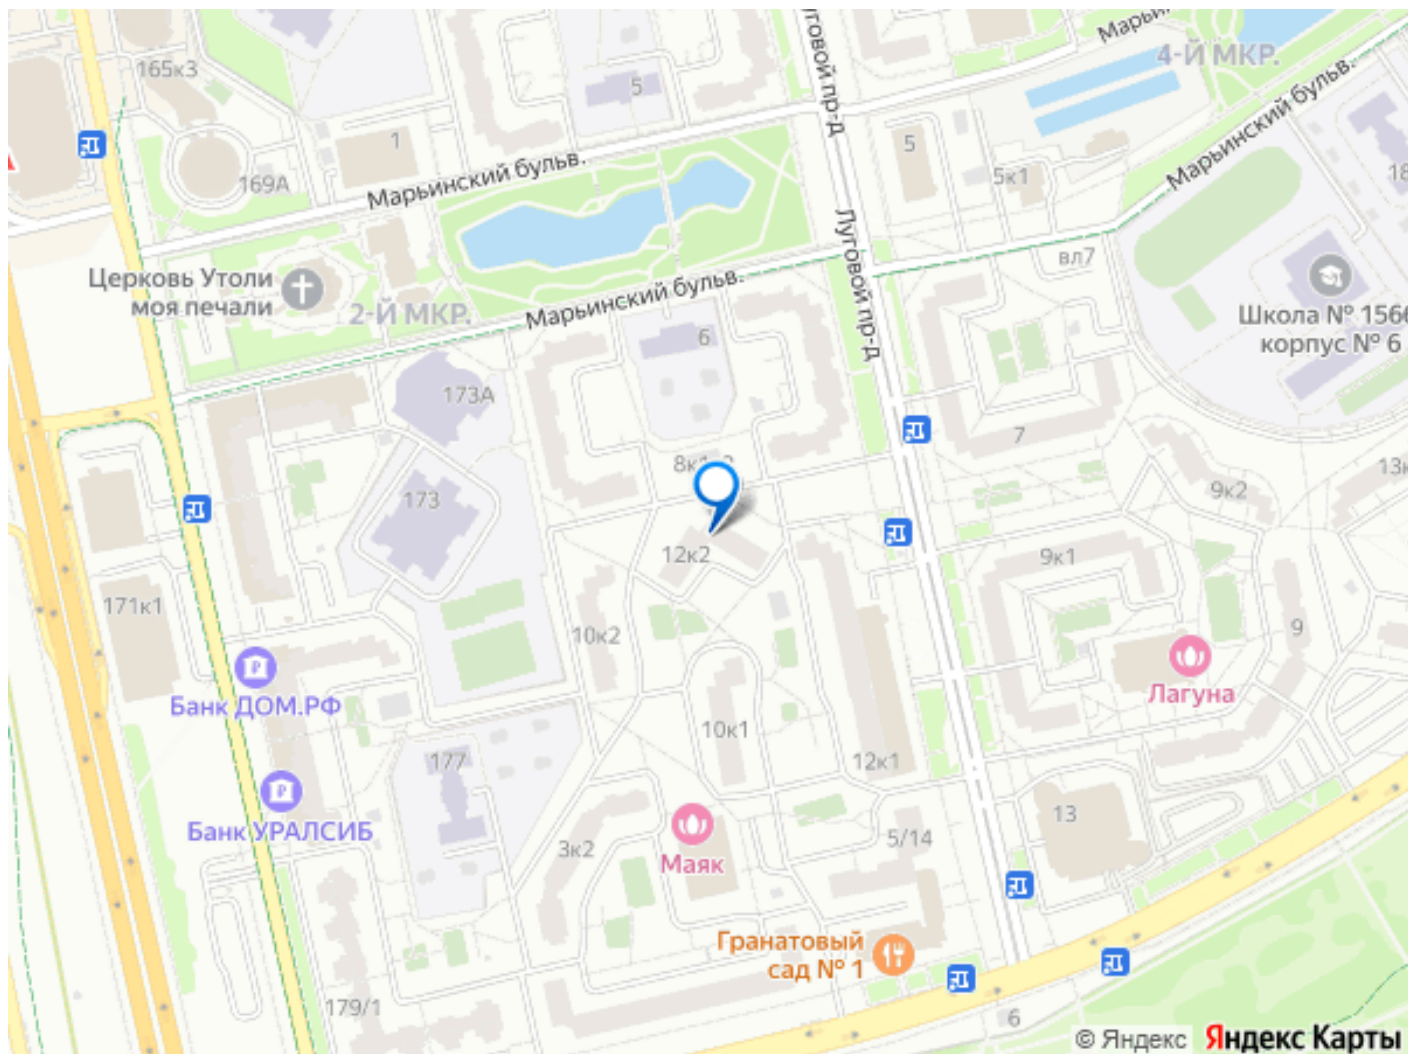 Луговой пр-д
Марьи
4-Й МКР.
165к3
5
1
5
Марьинский бульв.
169А
Марьинский бульв.
5к1
18
Луговой пр-д
вл7
Церковь Утоли
моя печали
2-Й МКР.
Марьинский бульв.
Школа № 1566
корпус № 6
6
173А
7
8к1
13к
173
9к2
12к2
9к1
171к1
10к2
9
Банк ДОМ.РФ
Лагуна
10к1
177
12к1
13
Банк УРАЛСИБ
3к2
Маяк
5/14
Гранатовый
сад № 1
179/1
6
© Яндекс Яндекс Карты